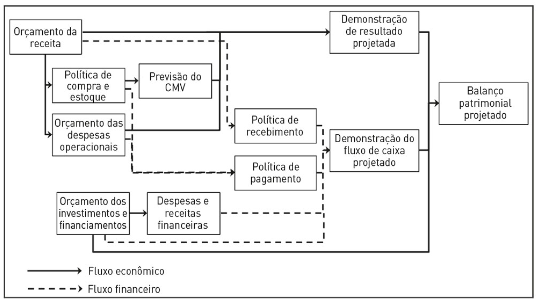 Orçamento da
receita
Demonstração
de resultado
projetada
Política de
compra e
estoque
Previsão do
CMV
Balanço
patrimonial
projetado
Orçamento das
despesas
operacionais
Política de
recebimento
Demonstração do
fluxo de caixa
projetado
Política de
pagamento
Orçamento dos
investimentos e
financiamentos
Despesas e
receitas
financeiras
Fluxo econômico
Fluxo financeiro